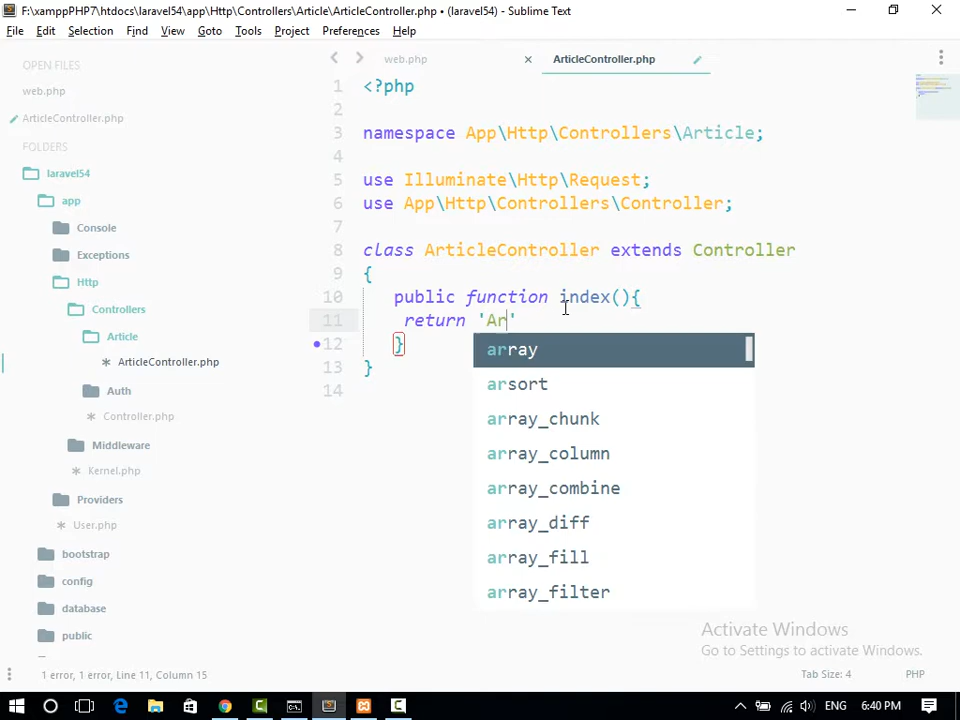 F:\xamppPHP7\htdocs\laravel54\app\Http\Controllers\Article\ArticleController.php • (laravel54) - Sublime Text
File Edit Selection Find View Goto Tools Project Preferences Help
OPEN FILES
web.php
ArticleController.php
FOLDERS
laravel54
app
Console
Exceptions
Http
Controllers
Article
ArticleController.php
Auth
Controller.php
Middleware
Kernel.php
Providers
User.php
bootstrap
config
database
public
web.php ArticleController.php
1 <?php
2
3 namespace App\Http\Controllers\Article;
4
5 use Illuminate\Http\Request;
6 use App\Http\Controllers\Controller;
7
8 class ArticleController extends Controller
9 {
10 public function index(){
11 return 'Ar'
12 }
13 }
14
array
arsort
array_chunk
array_column
array_combine
array_diff
array_fill
array_filter
Activate Windows
Go to Settings to activate Windows.
1 error, 1 error, Line 11, Column 15 Tab Size: 4 PHP
ENG 6:40 PM